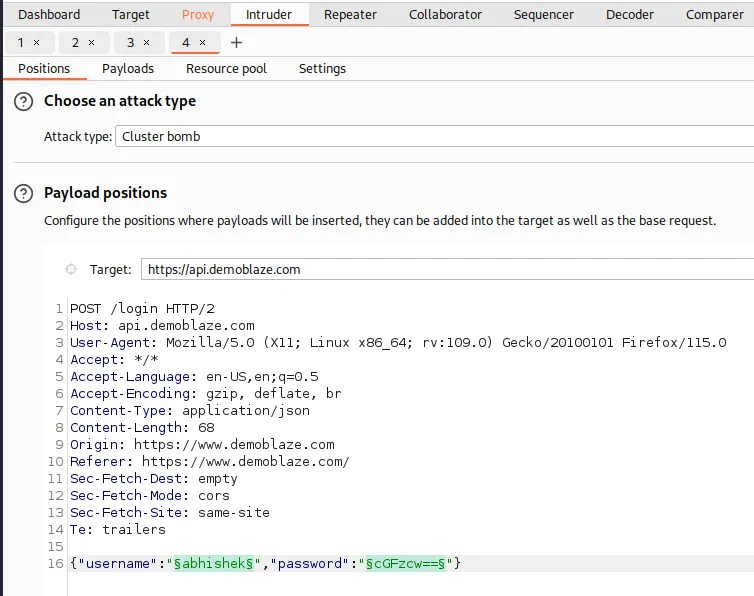 Dashboard Target Proxy Intruder Repeater Collaborator Sequencer Decoder Comparer
1 × 2 × 3 × 4 × +
Positions Payloads Resource pool Settings
? Choose an attack type
Attack type: Cluster bomb
? Payload positions
Configure the positions where payloads will be inserted, they can be added into the target as well as the base request.
Target: https://api.demoblaze.com
1 POST /login HTTP/2
2 Host: api.demoblaze.com
3 User-Agent: Mozilla/5.0 (X11; Linux x86_64; rv:109.0) Gecko/20100101 Firefox/115.0
4 Accept: */*
5 Accept-Language: en-US,en;q=0.5
6 Accept-Encoding: gzip, deflate, br
7 Content-Type: application/json
8 Content-Length: 68
9 Origin: https://www.demoblaze.com
10 Referer: https://www.demoblaze.com/
11 Sec-Fetch-Dest: empty
12 Sec-Fetch-Mode: cors
13 Sec-Fetch-Site: same-site
14 Te: trailers
15
16 {"username":"§abhishek§","password":"§cGFzcw==§"}